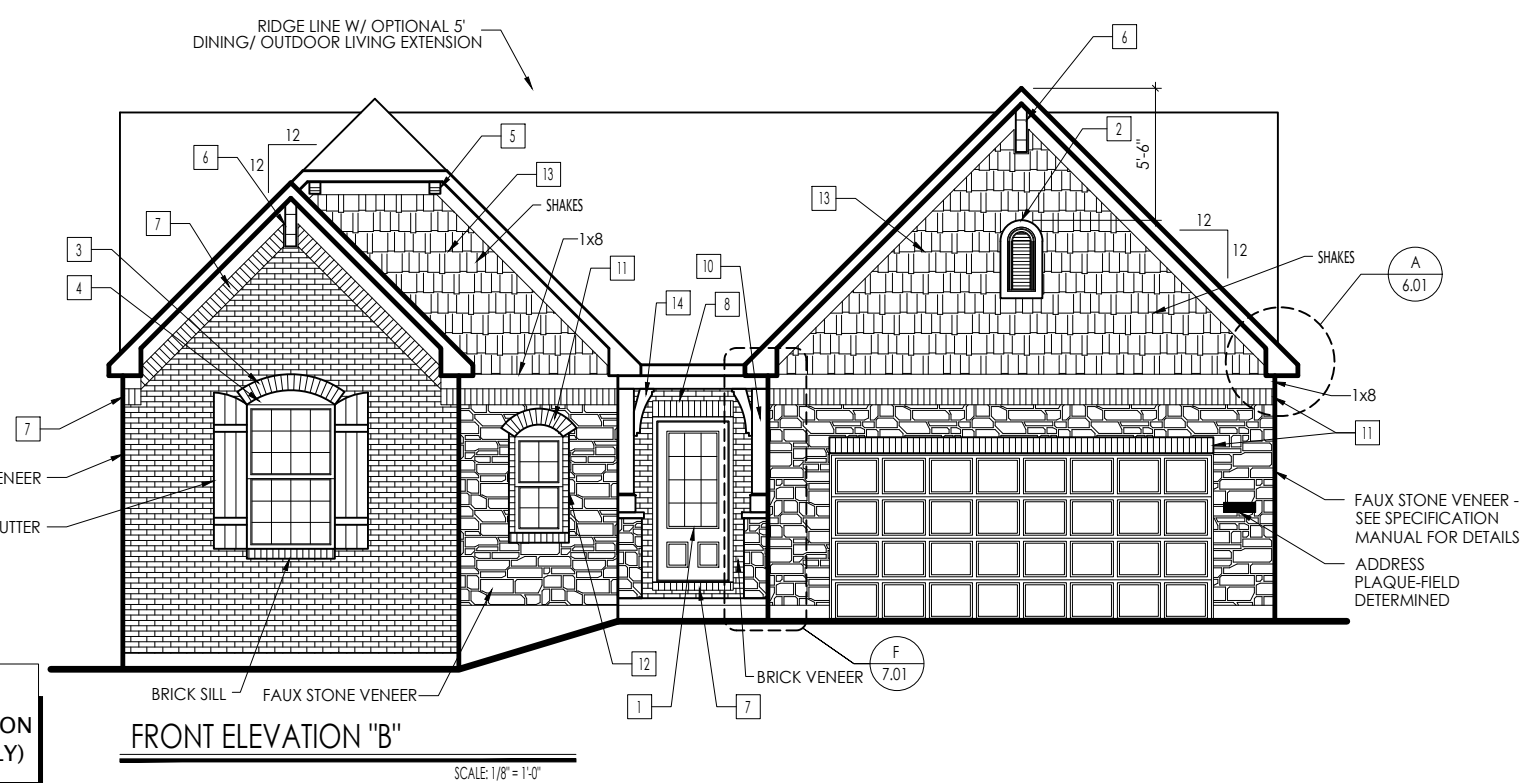 RIDGE LINE W/ OPTIONAL 5'
DINING/ OUTDOOR LIVING EXTENSION
6
2
5'-6"
12
12
6
5
13
SHAKES
7
1x8
3
4
11
10
14
8
13
12
12
SHAKES
A
6.01
1x8
7
11
ENEER
UTTER
FAUX STONE VENEER -
SEE SPECIFICATION
MANUAL FOR DETAILS
ADDRESS
PLAQUE-FIELD
DETERMINED
12
BRICK VENEER
F
7.01
BRICK SILL
FAUX STONE VENEER
1
7
ON
LY)
FRONT ELEVATION "B"
SCALE: 1/8" = 1'-0"